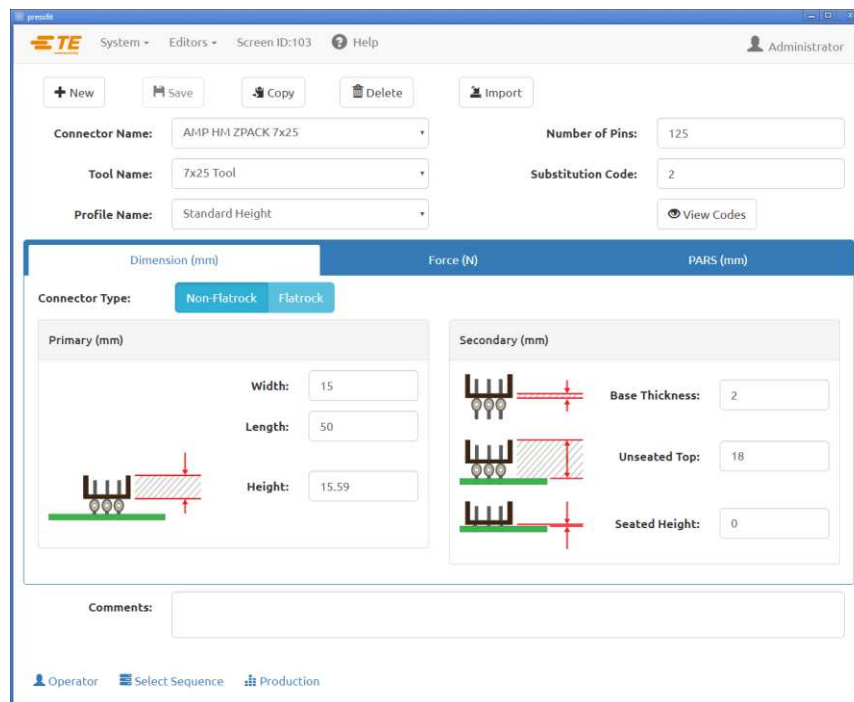 pressfit
TE System Editors Screen ID:103 Help Administrator
New Save Copy Delete Import
Connector Name: AMP HM ZPACK 7x25 Number of Pins: 125
Tool Name: 7x25 Tool Substitution Code: 2
Profile Name: Standard Height View Codes
Dimension (mm) Force (N) PARS (mm)
Connector Type: Non-Flatrock Flatrock
Primary (mm)
Width: 15
Length: 50
Height: 15.59
Secondary (mm)
Base Thickness: 2
Unseated Top: 18
Seated Height: 0
Comments:
Operator Select Sequence Production